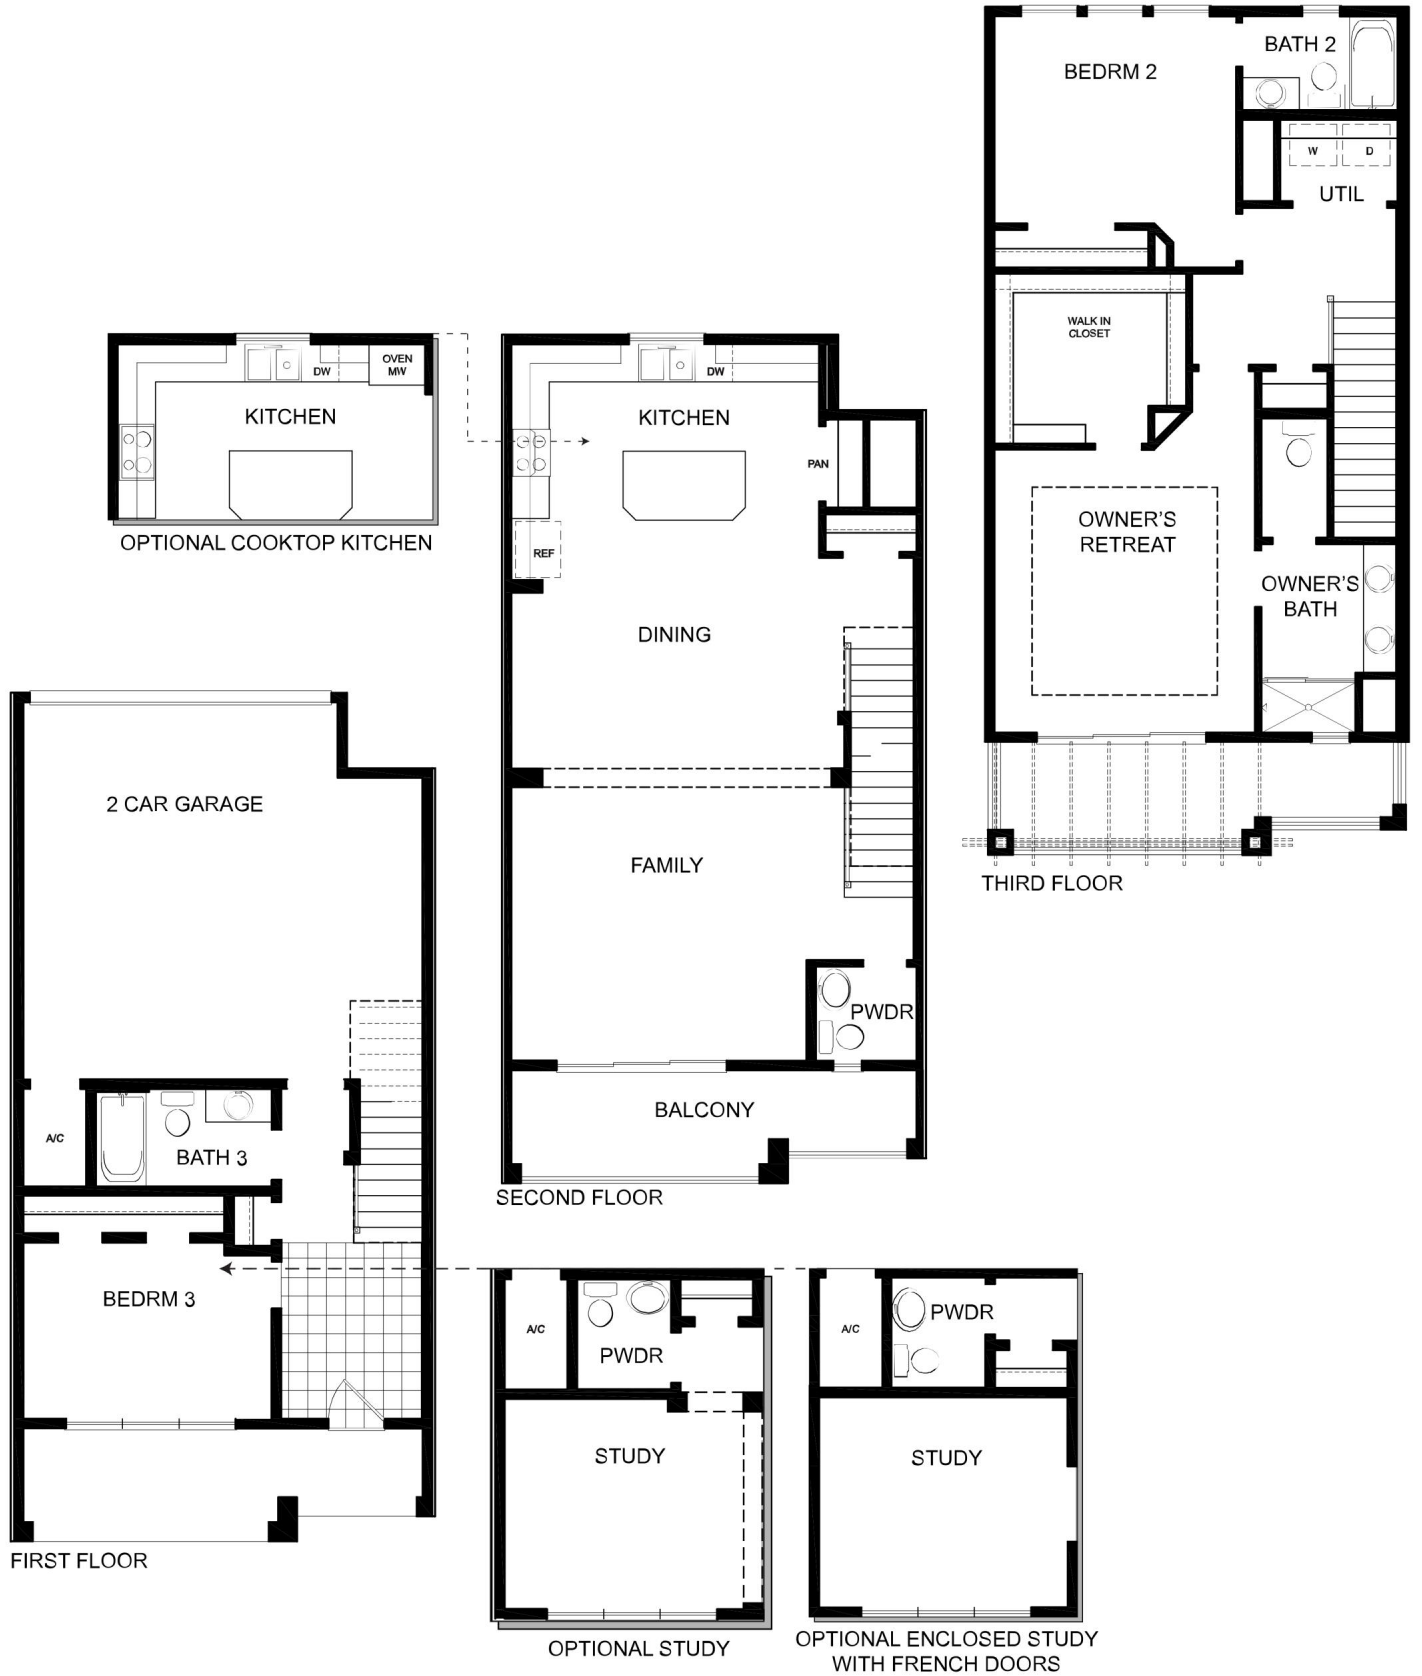 BEDRM 2
BATH 2
W
D
UTIL
WALK IN
CLOSET
OWNER'S
RETREAT
OWNER'S
BATH
THIRD FLOOR
DW
OVEN
MW
KITCHEN
OPTIONAL COOKTOP KITCHEN
DW
KITCHEN
PAN
REF
DINING
FAMILY
PWDR
BALCONY
SECOND FLOOR
2 CAR GARAGE
A/C
BATH 3
BEDRM 3
FIRST FLOOR
A/C
PWDR
STUDY
OPTIONAL STUDY
A/C
PWDR
STUDY
OPTIONAL ENCLOSED STUDY
WITH FRENCH DOORS